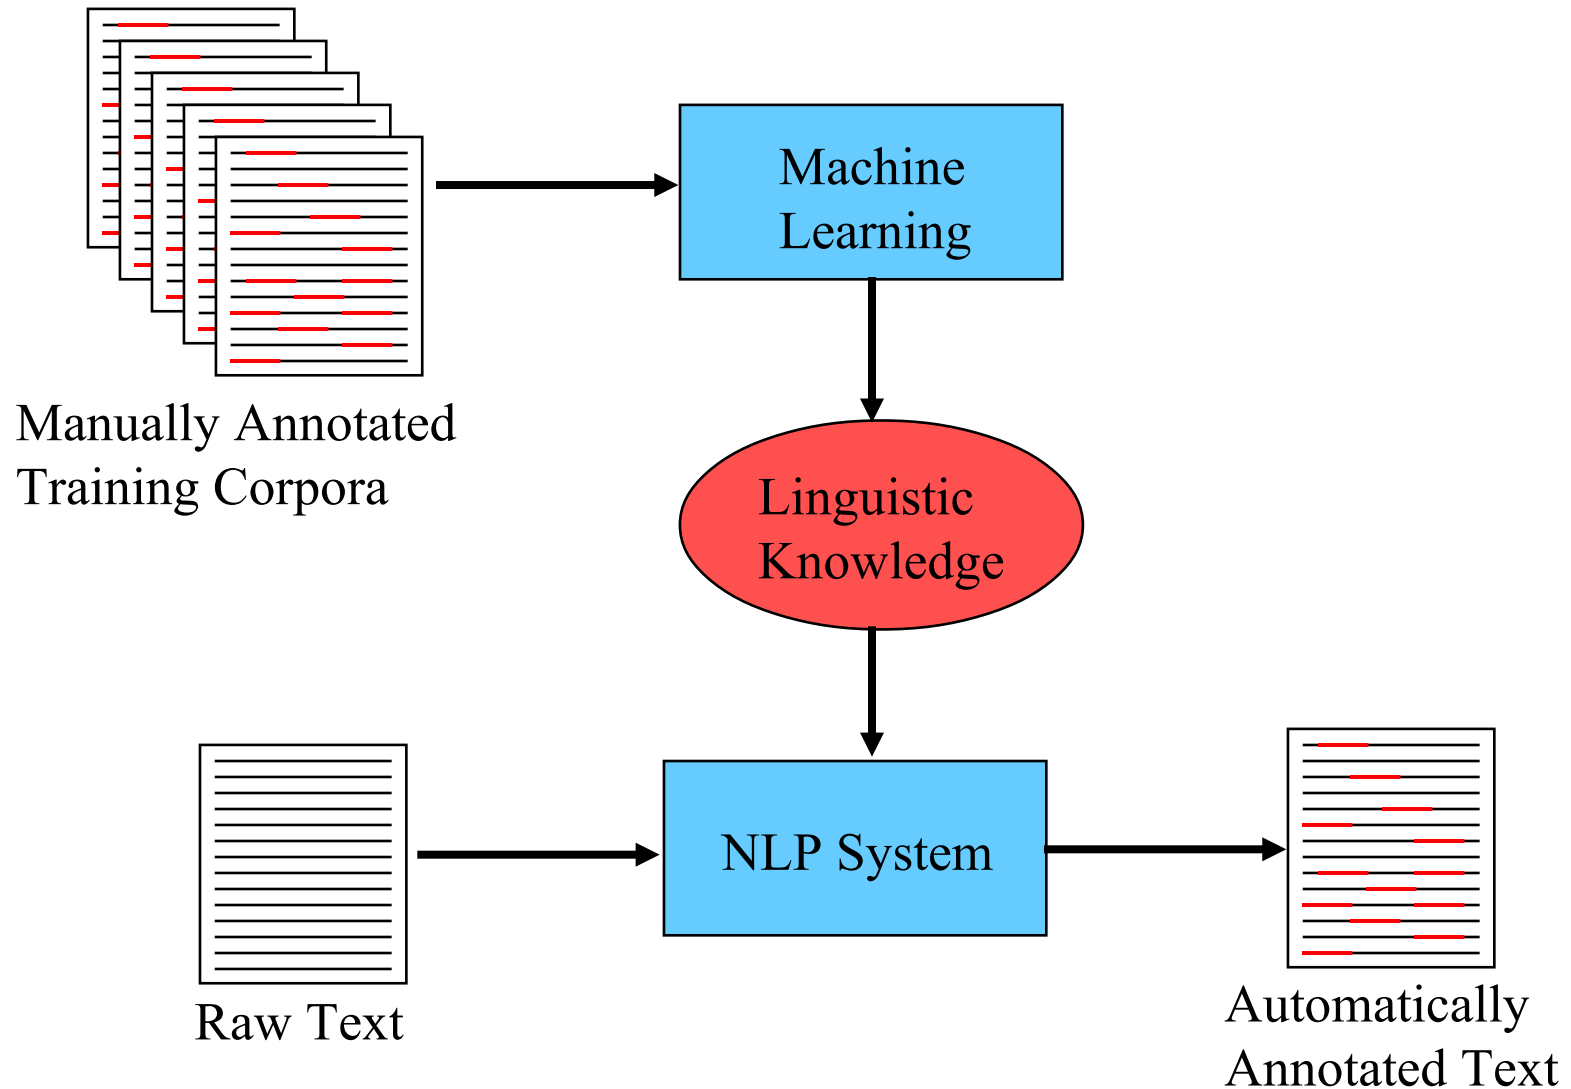 Machine
Learning
Manually Annotated
Training Corpora
Linguistic
Knowledge
NLP System
Raw Text
Automatically
Annotated Text